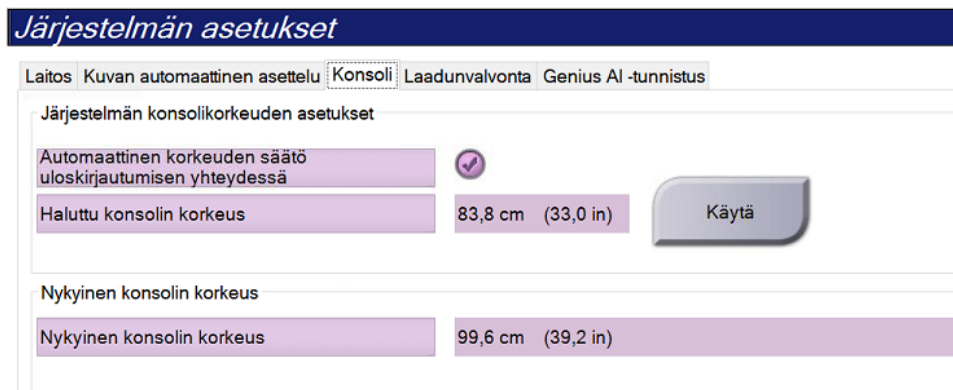 Järjestelmän asetukset
Laitos Kuvan automaattinen asettelu Konsoli Laadunvalvonta Genius AI -tunnistus
Järjestelmän konsolikorkeuden asetukset
Automaattinen korkeuden säätö
uloskirjautumisen yhteydessä
Haluttu konsolin korkeus 83,8 cm (33,0 in) Käytä
Nykyinen konsolin korkeus
Nykyinen konsolin korkeus 99,6 cm (39,2 in)